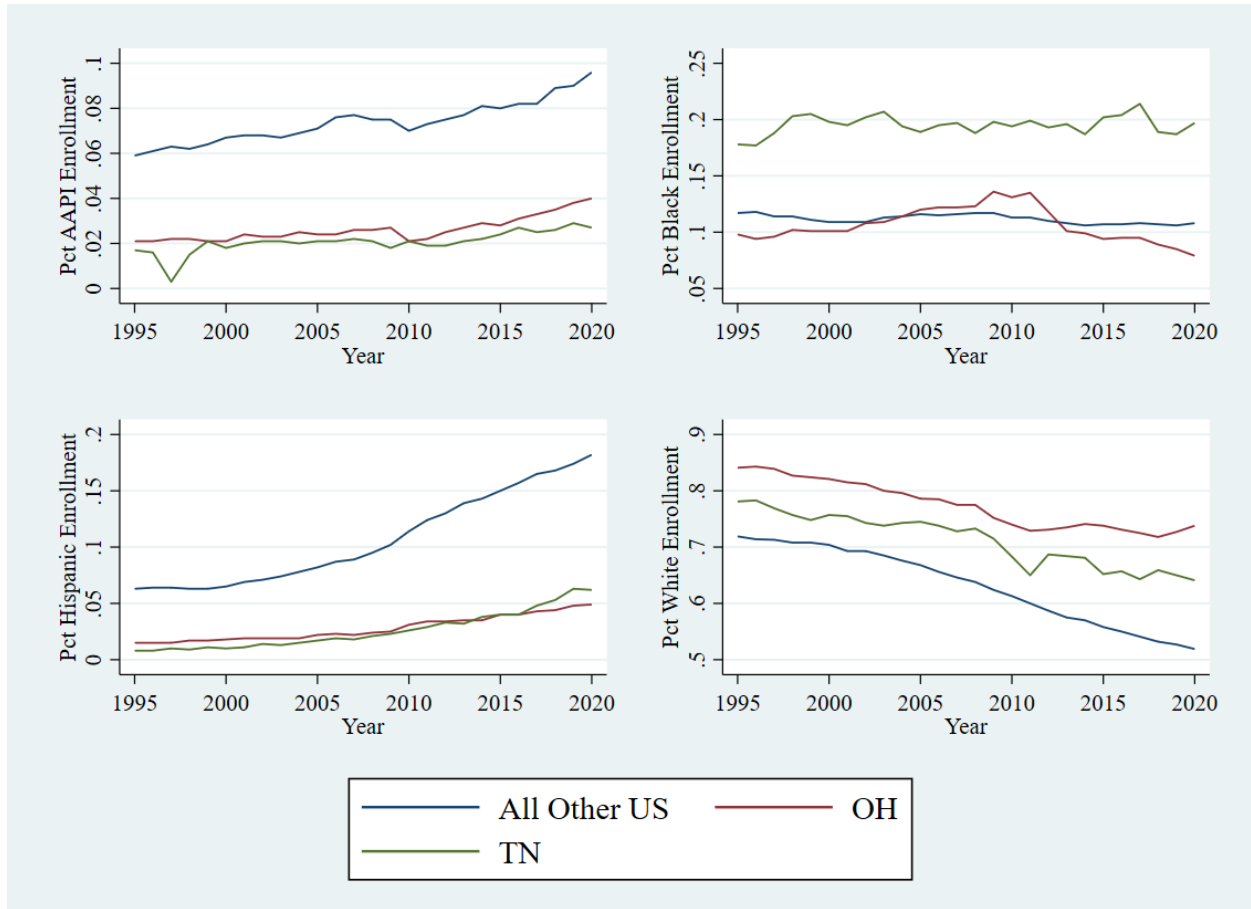 Pct AAPI Enrollment
.1
.08
.06
.04
.02
0
1995 2000 2005 2010 2015 2020
Year
Pct Black Enrollment
.25
.2
.15
.1
.05
1995 2000 2005 2010 2015 2020
Year
Pct Hispanic Enrollment
.2
.15
.1
.05
0
1995 2000 2005 2010 2015 2020
Year
Pct White Enrollment
.9
.8
.7
.6
.5
1995 2000 2005 2010 2015 2020
Year
All Other US OH
TN